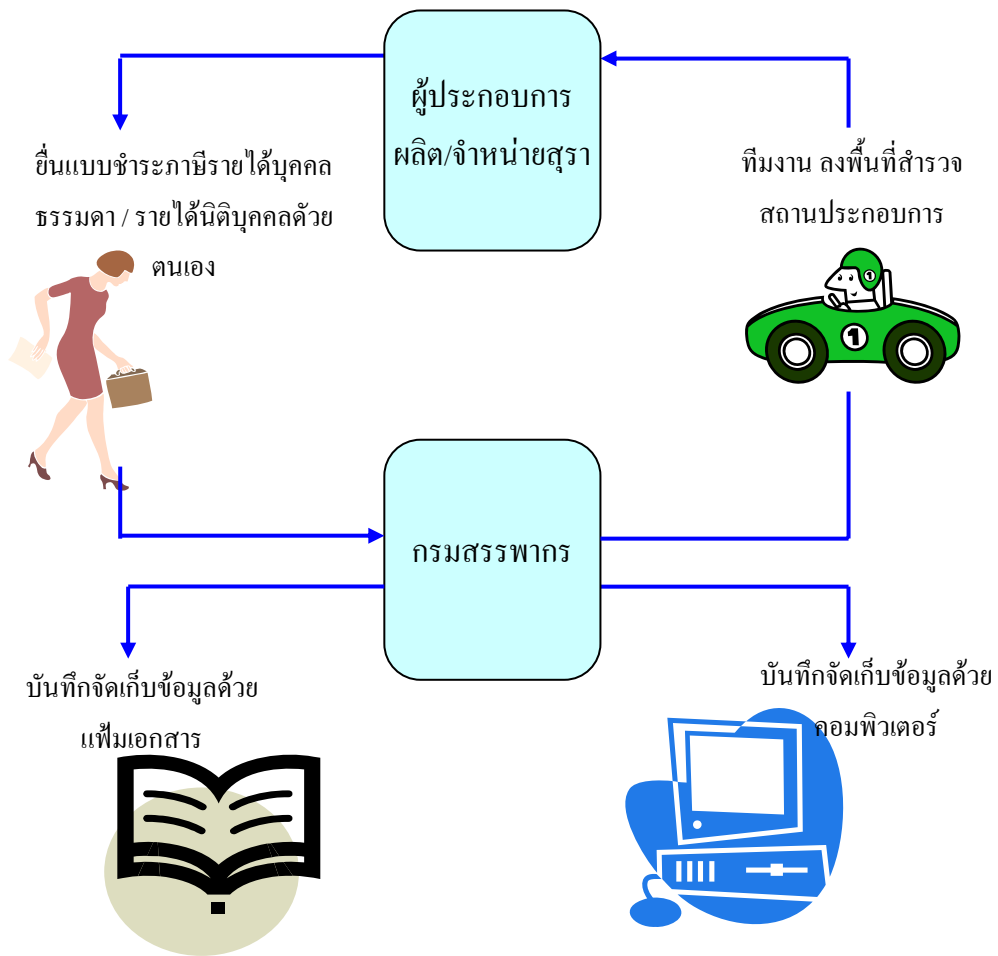 ผู้ประกอบการ
ผลิต/จำหน่ายสุรา
ยื่นแบบชำระภาษีรายได้บุคคล
ธรรมดา / รายได้นิติบุคคลด้วย
ตนเอง
ทีมงาน ลงพื้นที่สำรวจ
สถานประกอบการ
1
1
กรมสรรพากร
บันทึกจัดเก็บข้อมูลด้วย
แฟ้มเอกสาร
บันทึกจัดเก็บข้อมูลด้วย
คอมพิวเตอร์